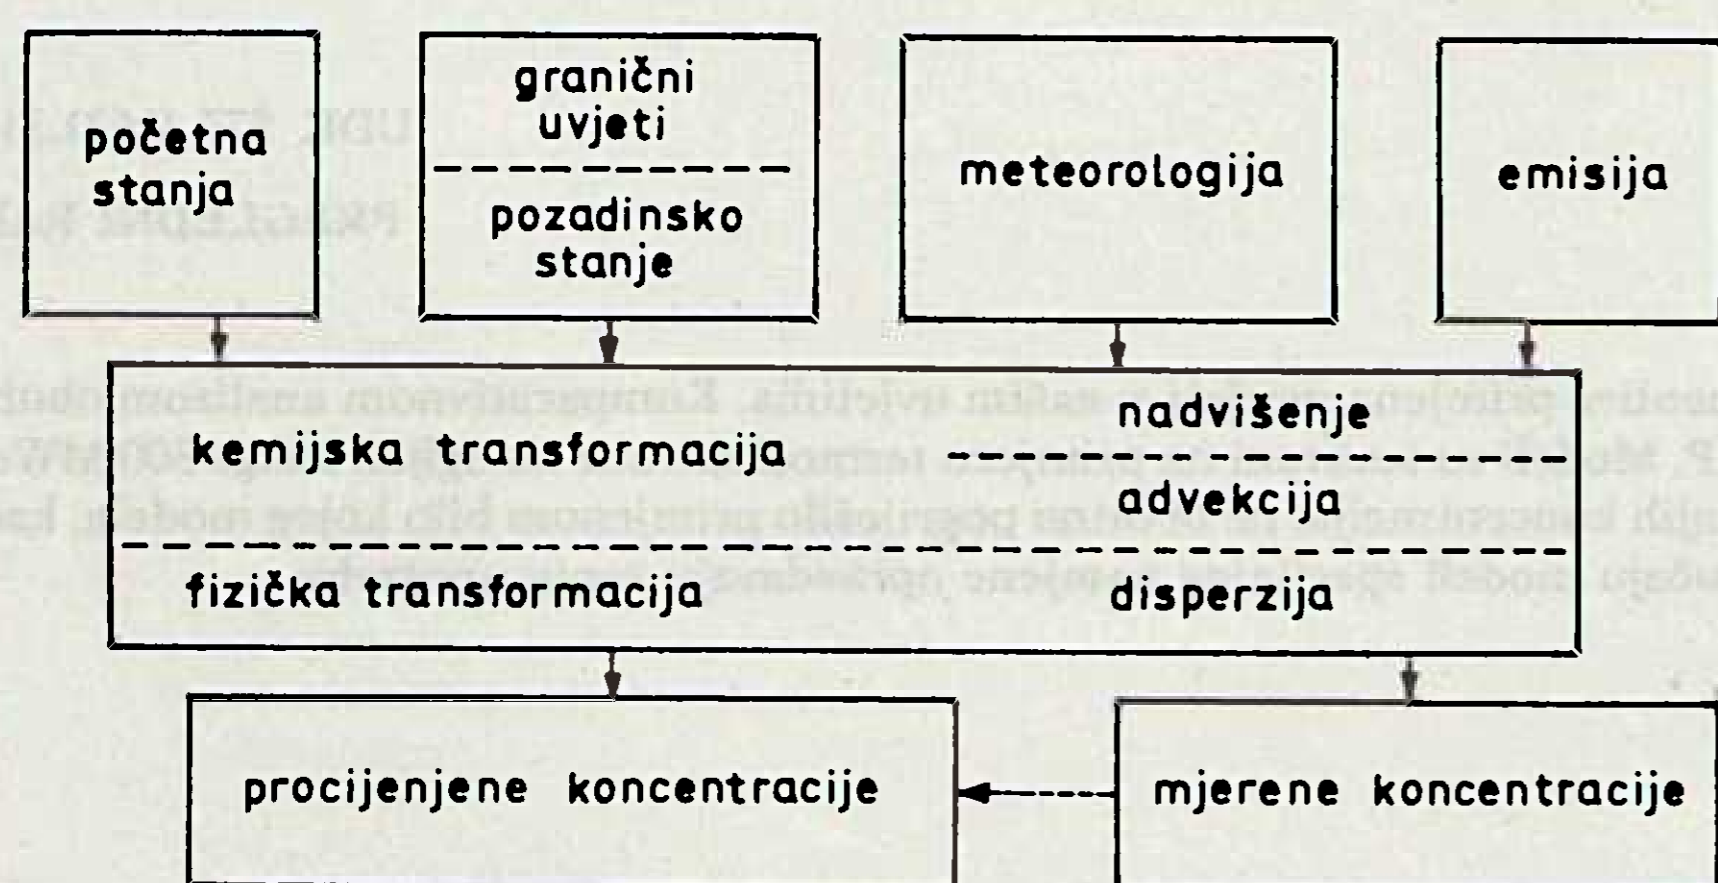 početna
stanja
granični
uvjeti
pozadinsko
stanje
meteorologija
emisija
kemijska transformacija
nadvišenje
advekcija
fizička transformacija
disperzija
procijenjene koncentracije
mjerene koncentracije